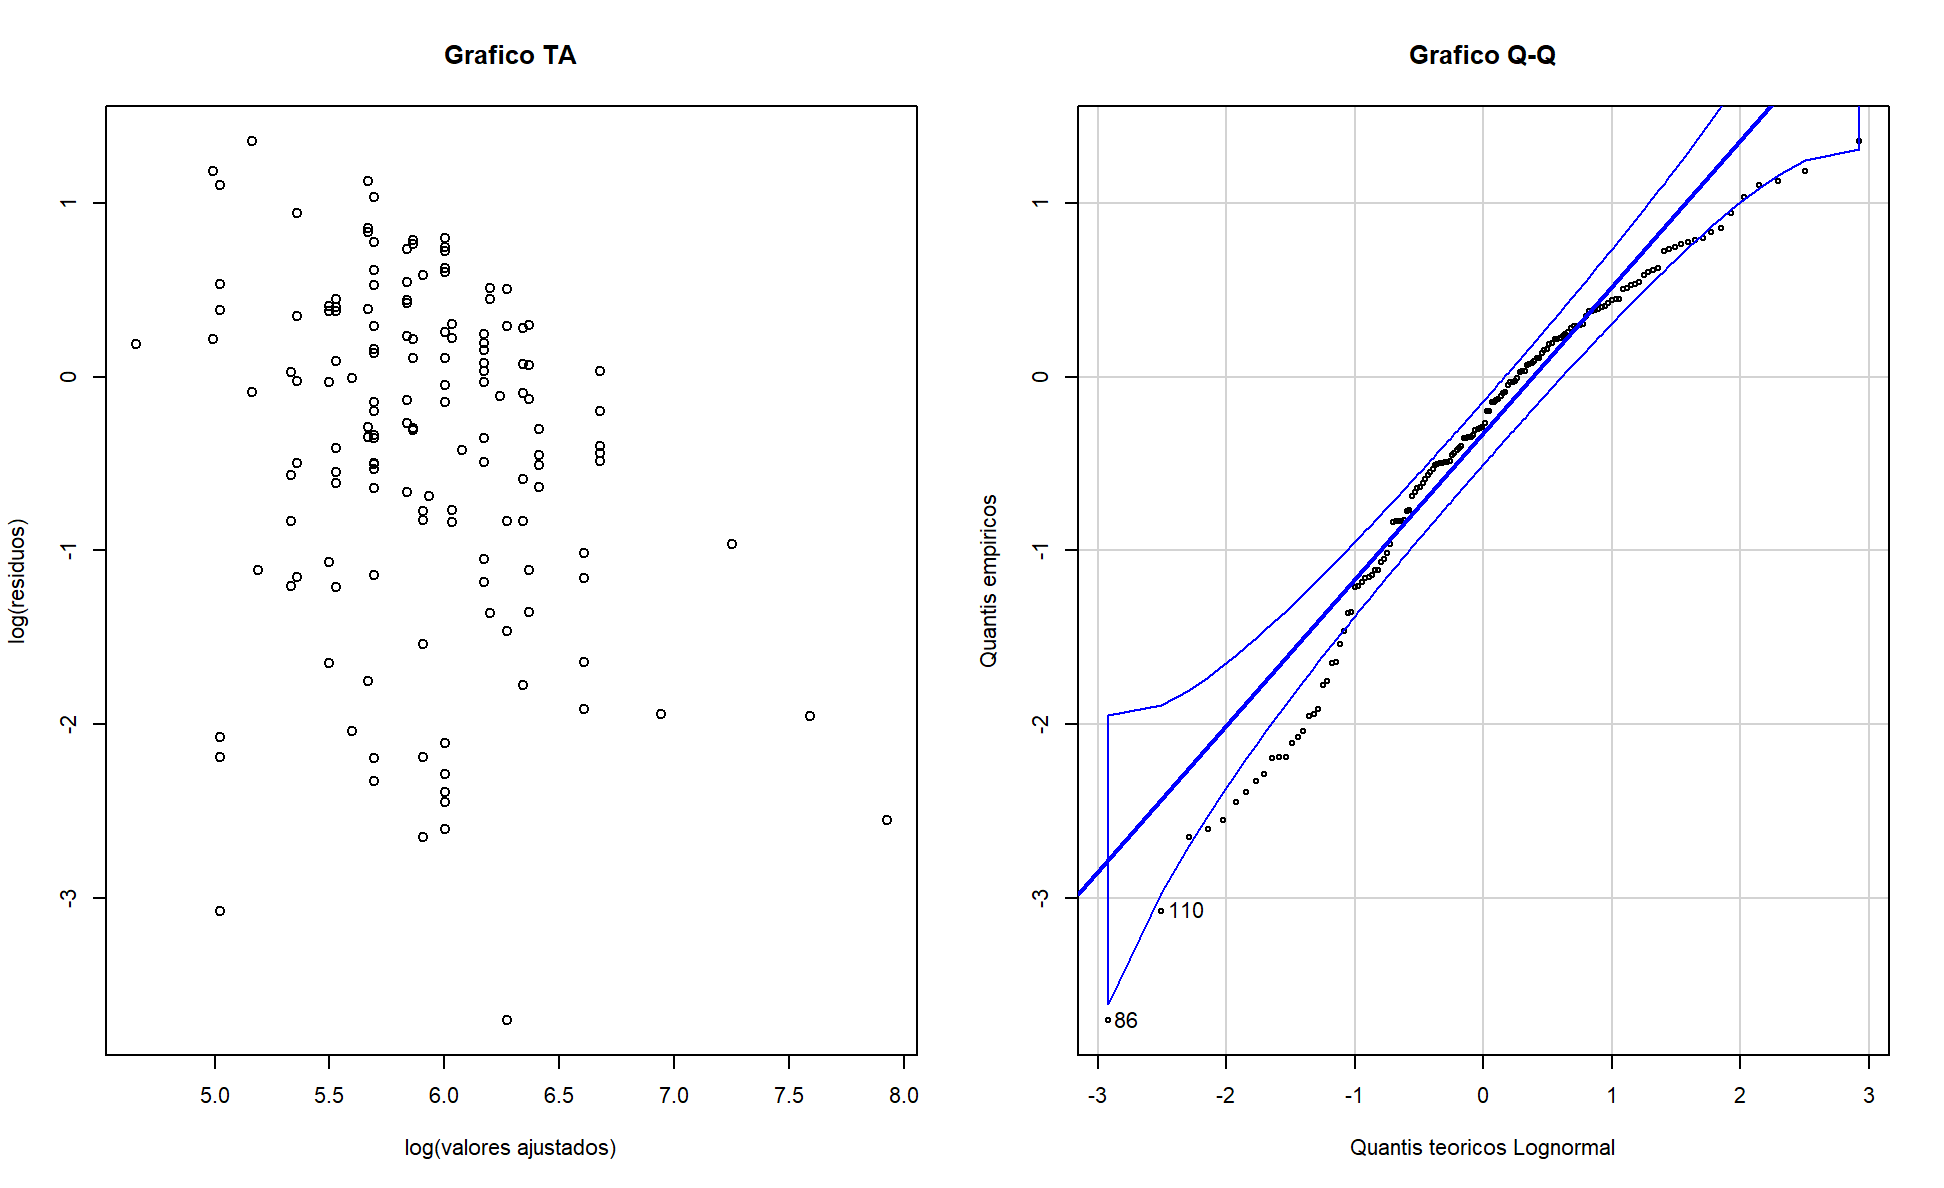 Grafico TA
log(residuos)
1
0
-1
-2
-3
5.0 5.5 6.0 6.5 7.0 7.5 8.0
log(valores ajustados)
Grafico Q-Q
Quantis empiricos
1
0
-1
-2
-3
110
86
-3 -2 -1 0 1 2 3
Quantis teoricos Lognormal